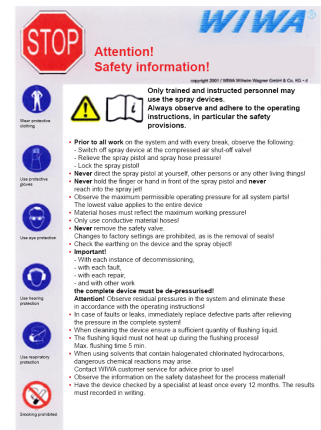 WIWA®
STOP
Attention!
Safety information!
copyright 2001 / WIWA Wilhelm Wagner GmbH & Co. KG •
Only trained and instructed personnel may
use the spray devices.
Always observe and adhere to the operating
instructions, in particular the safety
provisions.
Wear protective
clothing
Use protective
gloves
Use eye protection
Use hearing
protection
Use respiratory
protection
Smoking prohibited
• Prior to all work on the system and with every break, observe the following:
- Switch off spray device at the compressed air shut-off valve!
- Relieve the spray pistol and spray hose pressure!
- Lock the spray pistol!
• Never direct the spray pistol at yourself, other persons or any other living things!
• Never hold the finger or hand in front of the spray pistol and never
reach into the spray jet!
• Observe the maximum permissible operating pressure for all system parts!
The lowest value applies to the entire device
• Material hoses must reflect the maximum working pressure!
• Only use conductive material hoses!
• Never remove the safety valve.
Changes to factory settings are prohibited, as is the removal of seals!
• Check the earthing on the device and the spray object!
• Important!
- With each instance of decommissioning,
- with each fault,
- with each repair,
- and with other work
the complete device must be de-pressurised!
Attention! Observe residual pressures in the system and eliminate these
in accordance with the operating instructions!
• In case of faults or leaks, immediately replace defective parts after relieving
the pressure in the complete system!
• When cleaning the device ensure a sufficient quantity of flushing liquid.
• The flushing liquid must not heat up during the flushing process!
Max. flushing time 5 min.
• When using solvents that contain halogenated chlorinated hydrocarbons,
dangerous chemical reactions may arise.
Contact WIWA customer service for advice prior to use!
• Observe the information on the safety datasheet for the process material!
• Have the device checked by a specialist at least once every 12 months. The results
must recorded in writing.